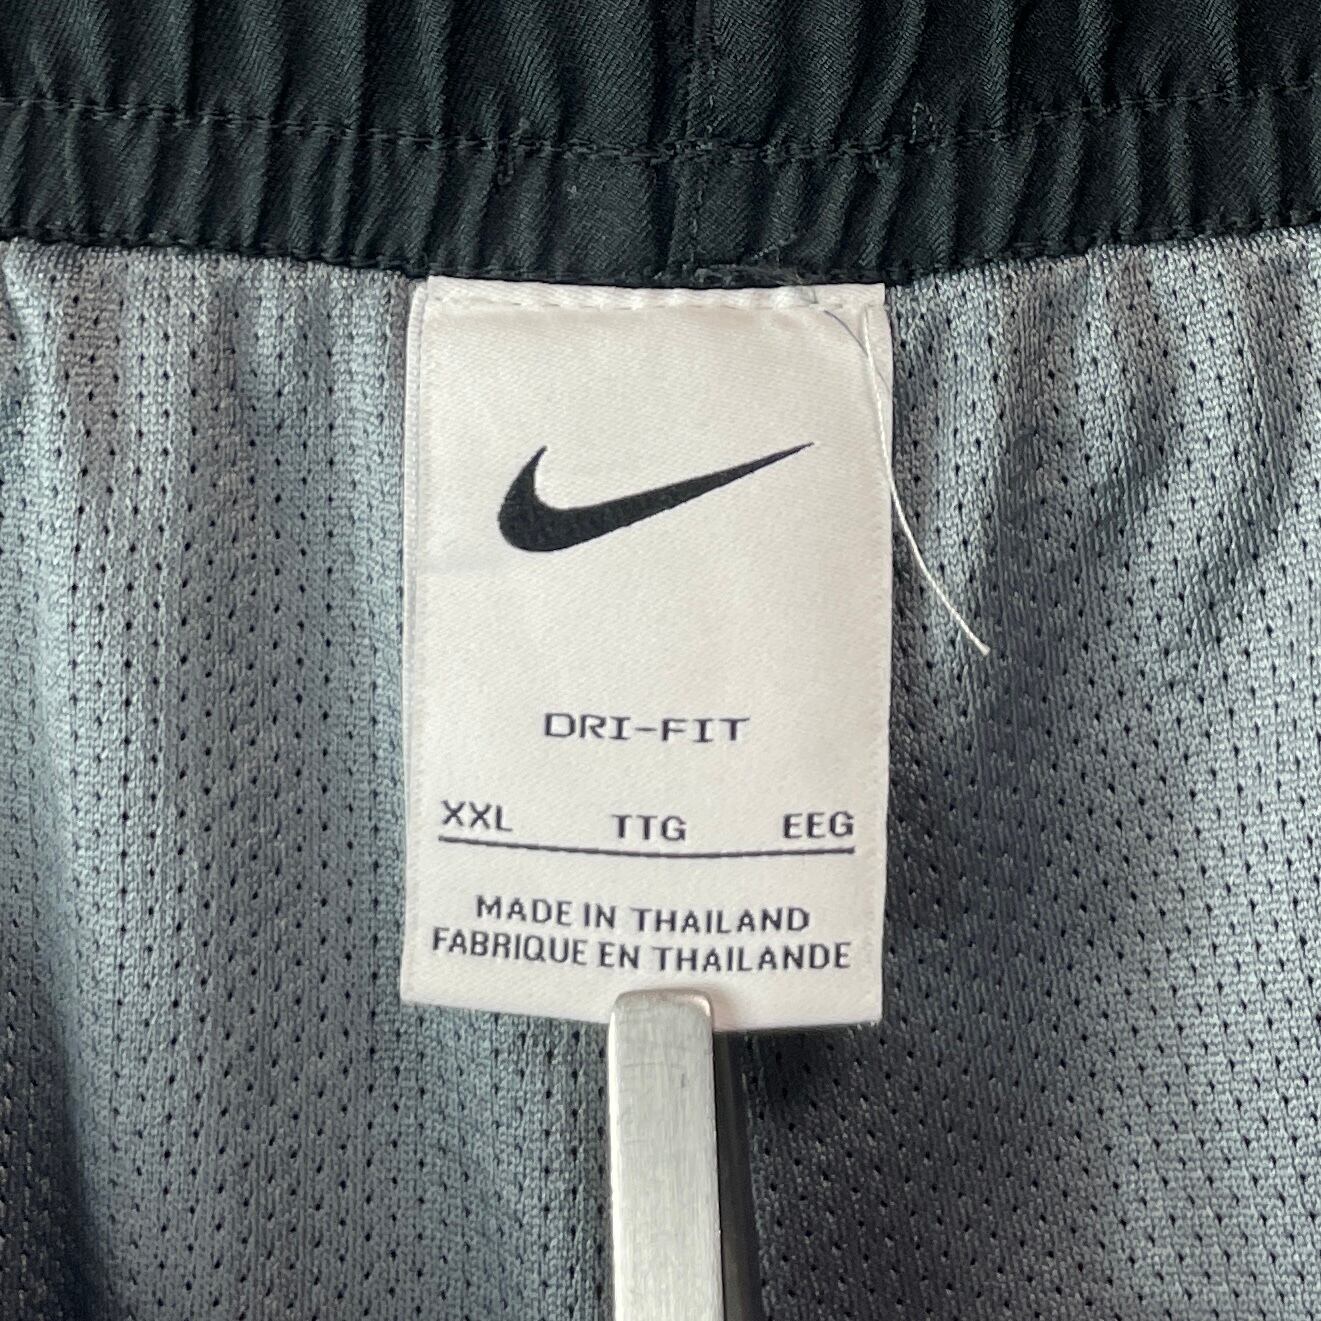 DRI-FIT
XXL TTG EEG
MADE IN THAILAND
FABRIQUE EN THAILANDE